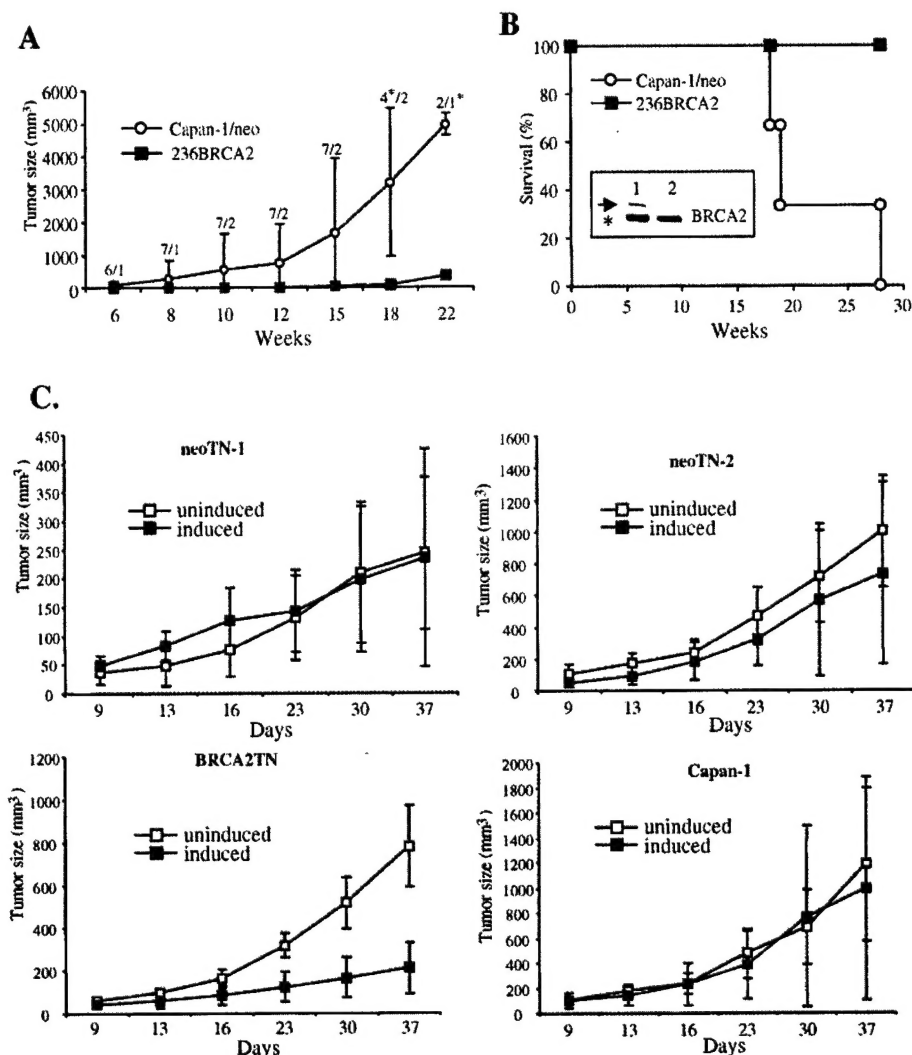 A
Tumor size (mm³)
6000
5000
4000
3000
2000
1000
0
Capan-1/neo
236BRCA2
6/1
7/1
7/2
7/2
7/2
4*/2
2/1*
6 8 10 12 15 18 22
Weeks
B
Survival (%)
100
80
60
40
20
0
Capan-1/neo
236BRCA2
1 2
* BRCA2
0 5 10 15 19 20 30
Weeks
C.
neoTN-1
Tumor size (mm³)
450
400
350
300
250
200
150
100
50
0
uninduced
induced
9 13 16 23 30 37
Days
neoTN-2
Tumor size (mm³)
1600
1400
1200
1000
800
600
400
200
0
uninduced
induced
9 13 16 23 30 37
Days
BRCA2TN
Tumor size (mm³)
1200
1000
800
600
400
200
0
uninduced
induced
9 13 16 23 30 37
Days
Capan-1
Tumor size (mm³)
2000
1800
1600
1400
1200
1000
800
600
400
200
0
uninduced
induced
9 13 16 23 30 37
Days